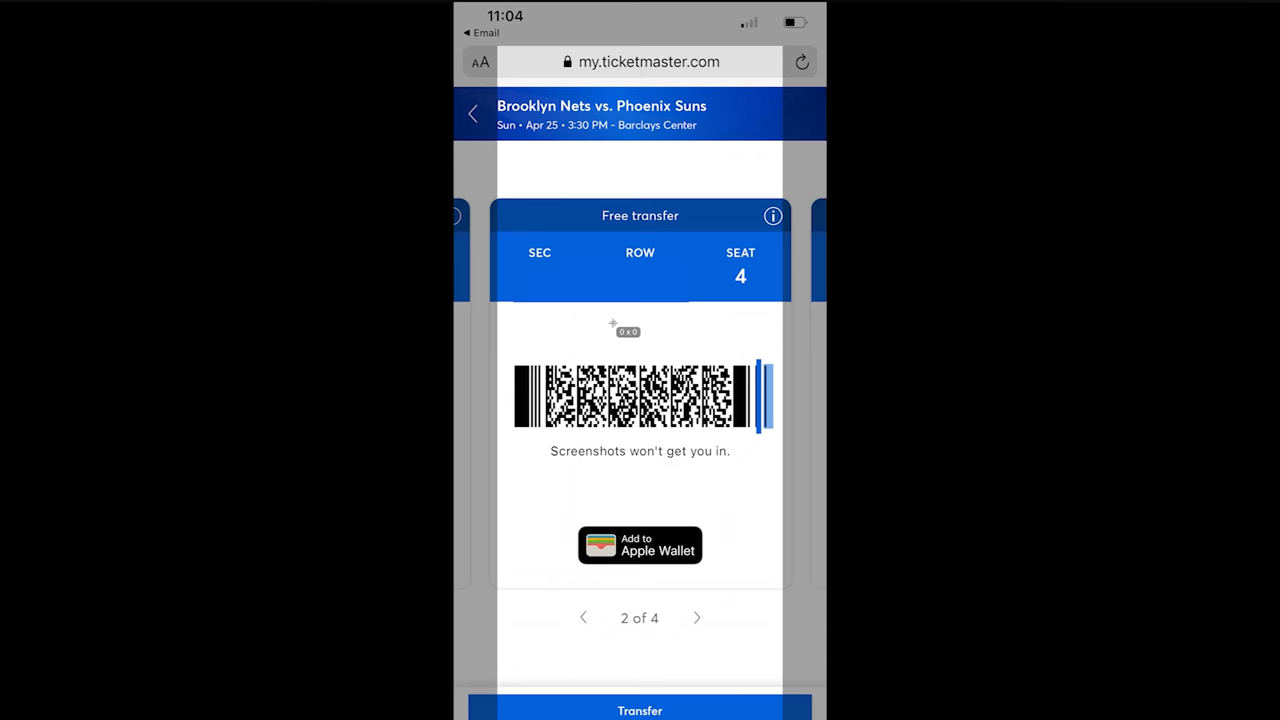 11:04
◀ Email
AA
my.ticketmaster.com
Brooklyn Nets vs. Phoenix Suns
Sun • Apr 25 • 3:30 PM - Barclays Center
Free transfer
i
SEC ROW SEAT
4
0 x 0
Screenshots won't get you in.
Add to
Apple Wallet
2 of 4
Transfer